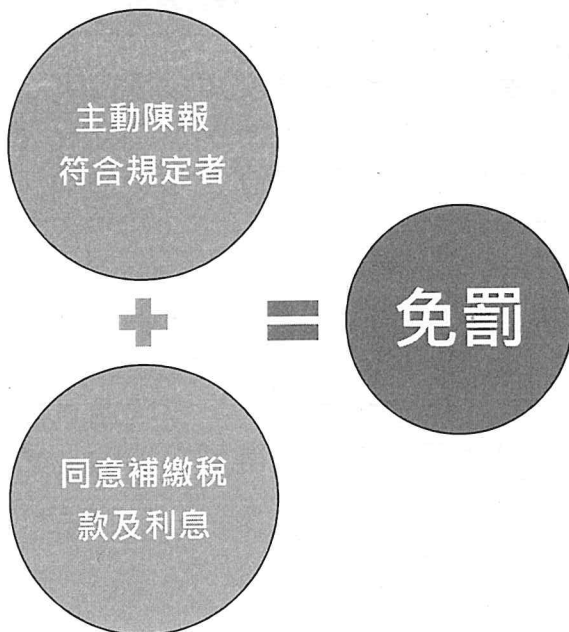 主動陳報
符合規定者
+
=
免罰
同意補繳稅
款及利息